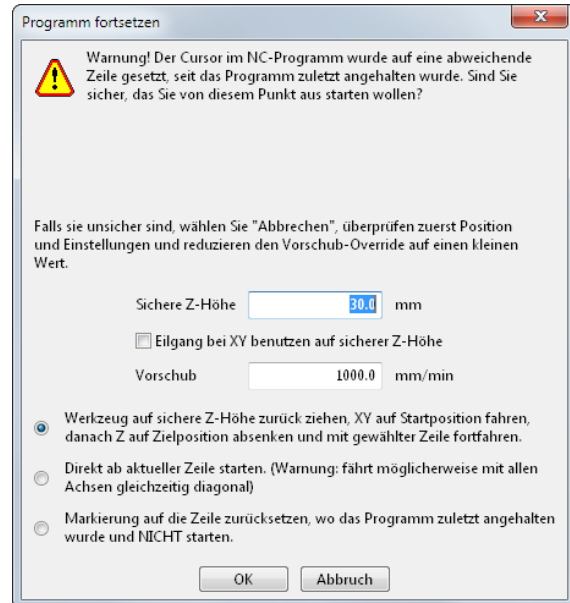 Programm fortsetzen
Warnung! Der Cursor im NC-Programm wurde auf eine abweichende
Zeile gesetzt, seit das Programm zuletzt angehalten wurde. Sind Sie
sicher, das Sie von diesem Punkt aus starten wollen?
Falls sie unsicher sind, wählen Sie "Abbrechen", überprüfen zuerst Position
und Einstellungen und reduzieren den Vorschub-Override auf einen kleinen
Wert.
Sichere Z-Höhe 30.0 mm
Eilgang bei XY benutzen auf sicherer Z-Höhe
Vorschub 1000.0 mm/min
Werkzeug auf sichere Z-Höhe zurück ziehen, XY auf Startposition fahren,
danach Z auf Zielposition absenken und mit gewählter Zeile fortfahren.
Direkt ab aktueller Zeile starten. (Warnung: fährt möglicherweise mit allen
Achsen gleichzeitig diagonal)
Markierung auf die Zeile zurücksetzen, wo das Programm zuletzt angehalten
wurde und NICHT starten.
OK Abbruch